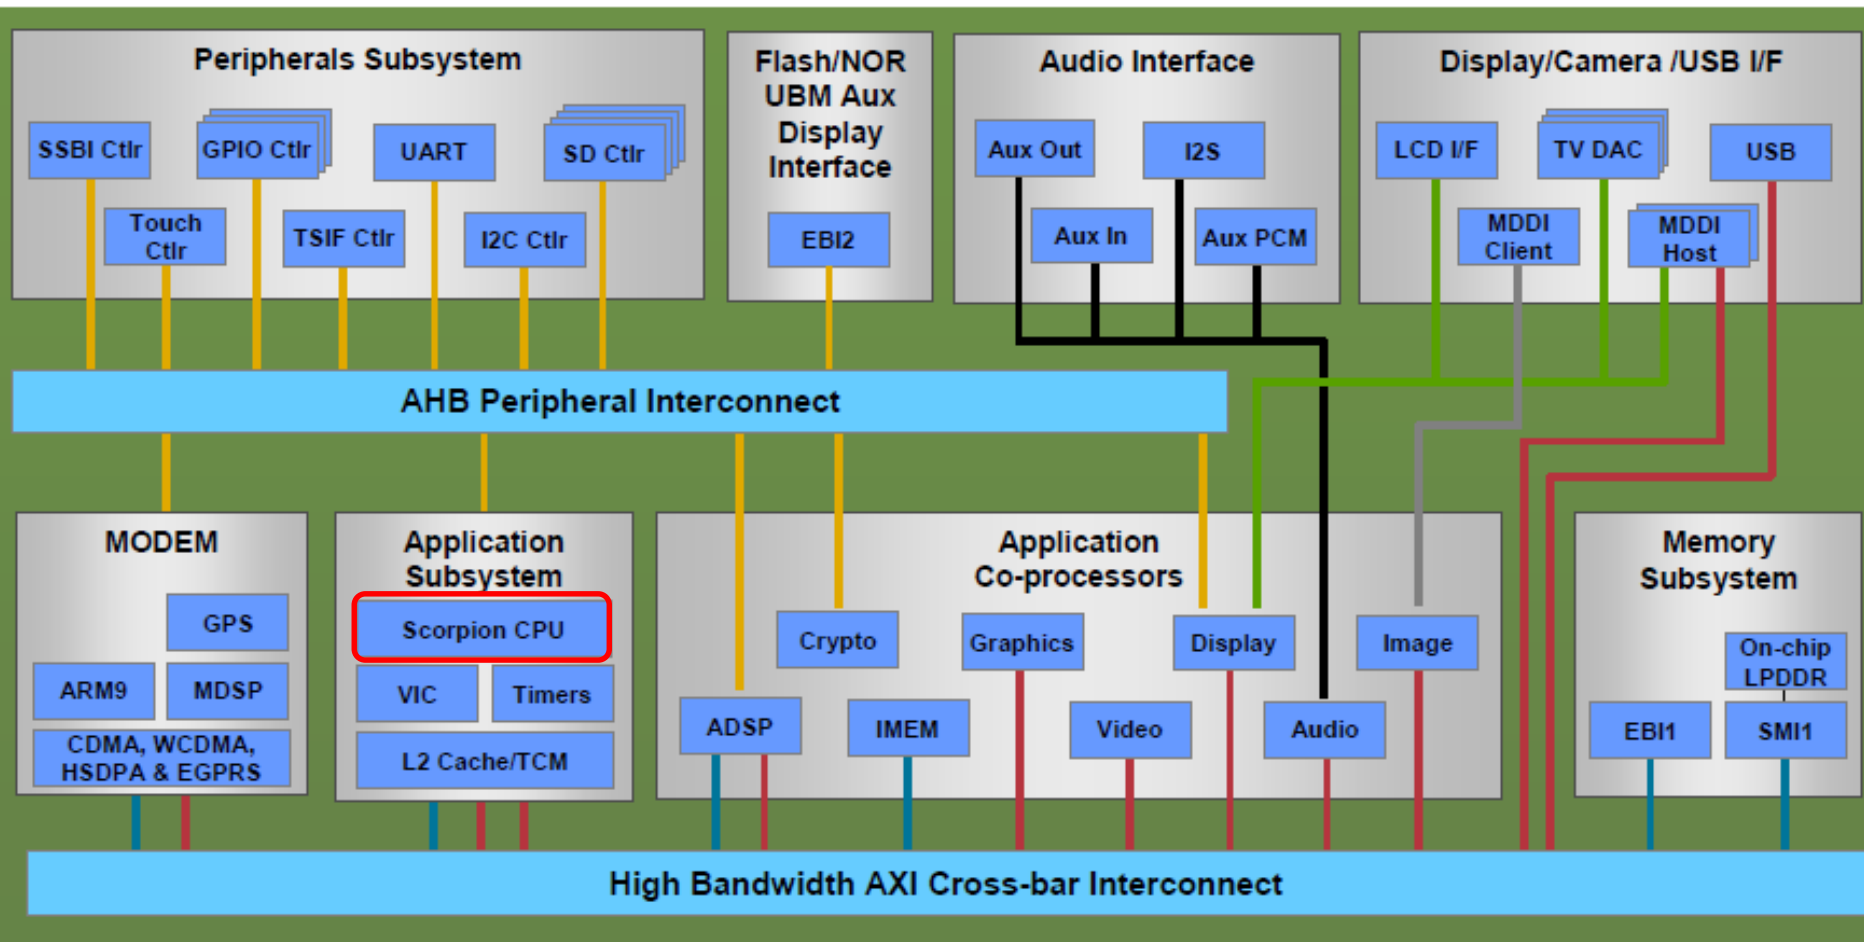 Peripherals Subsystem
SSBI Ctlr
GPIO Ctlr
UART
SD Ctlr
Touch
Ctlr
TSIF Ctlr
I2C Ctlr
Flash/NOR
UBM Aux
Display
Interface
EBI2
Audio Interface
Aux Out
I2S
Aux In
Aux PCM
Display/Camera /USB I/F
LCD I/F
TV DAC
USB
MDDI
Client
MDDI
Host
AHB Peripheral Interconnect
MODEM
GPS
ARM9
MDSP
CDMA, WCDMA,
HSDPA & EGPRS
Application
Subsystem
Scorpion CPU
VIC
Timers
L2 Cache/TCM
Application
Co-processors
Crypto
Graphics
Display
Image
ADSP
IMEM
Video
Audio
Memory
Subsystem
On-chip
LPDDR
EBI1
SMI1
High Bandwidth AXI Cross-bar Interconnect